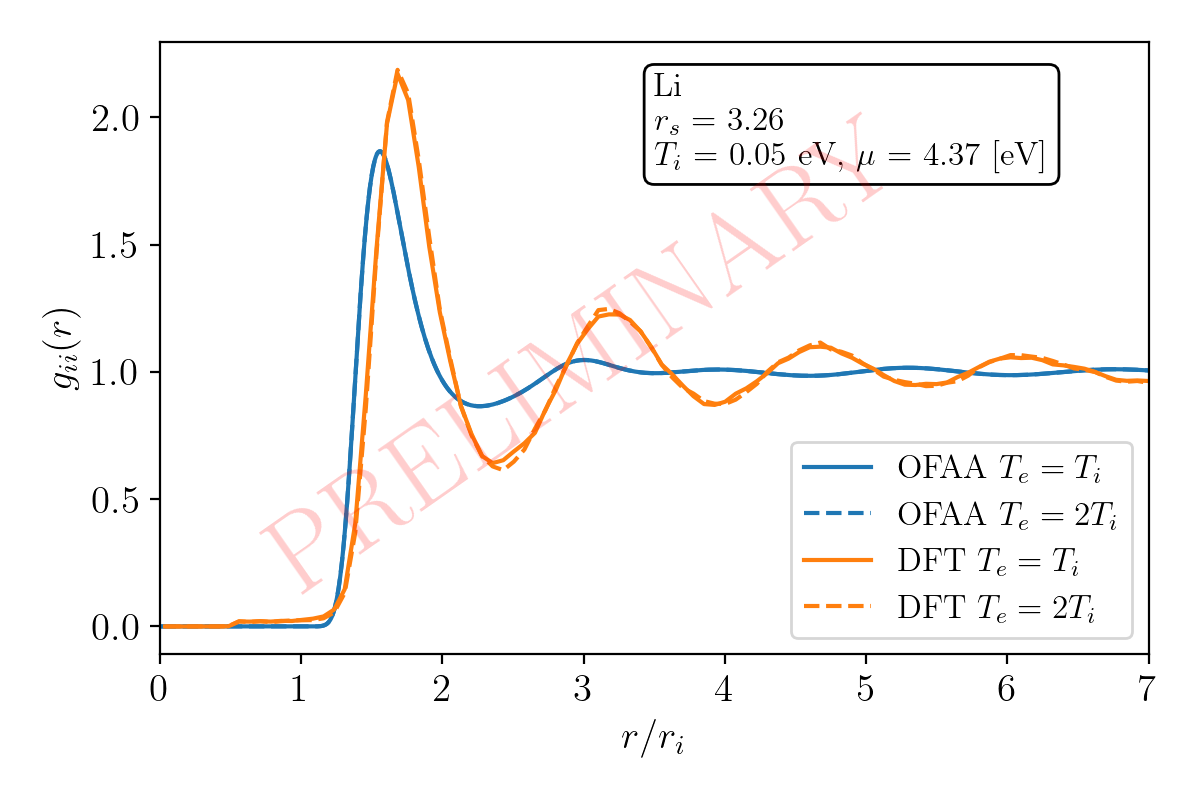 2.0
1.5
1.0
0.5
0.0
g_{ii}(r)
Li
r_s = 3.26
T_i = 0.05 eV, μ = 4.37 [eV]
PRELIMINARY
OFAA T_e = T_i
OFAA T_e = 2T_i
DFT T_e = T_i
DFT T_e = 2T_i
0 1 2 3 4 5 6 7
r/r_i